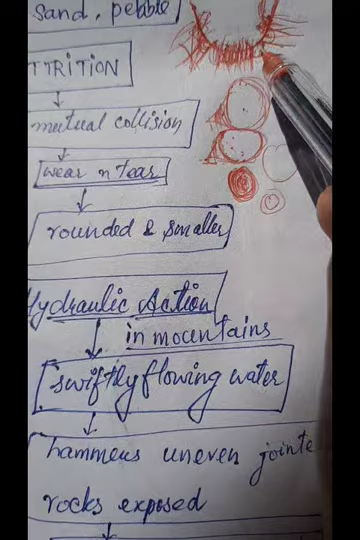 sand, pebble
TTRITION
mutual collision
wear n tear
rounded & smaller
Hydraulic Action
in mountains
swiftly flowing water
hammers uneven jointe
rocks exposed